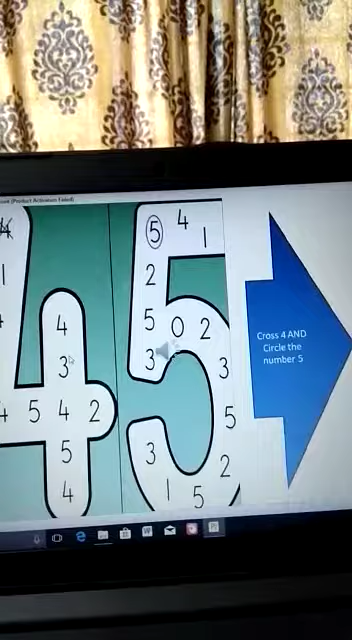 (Product Activation Failed)
4
1
4
3
4 5 4 2
5
4
5 4 1
2
5 0 2
3 3
5
3 2
1 5
Cross 4 AND
Circle the
number 5